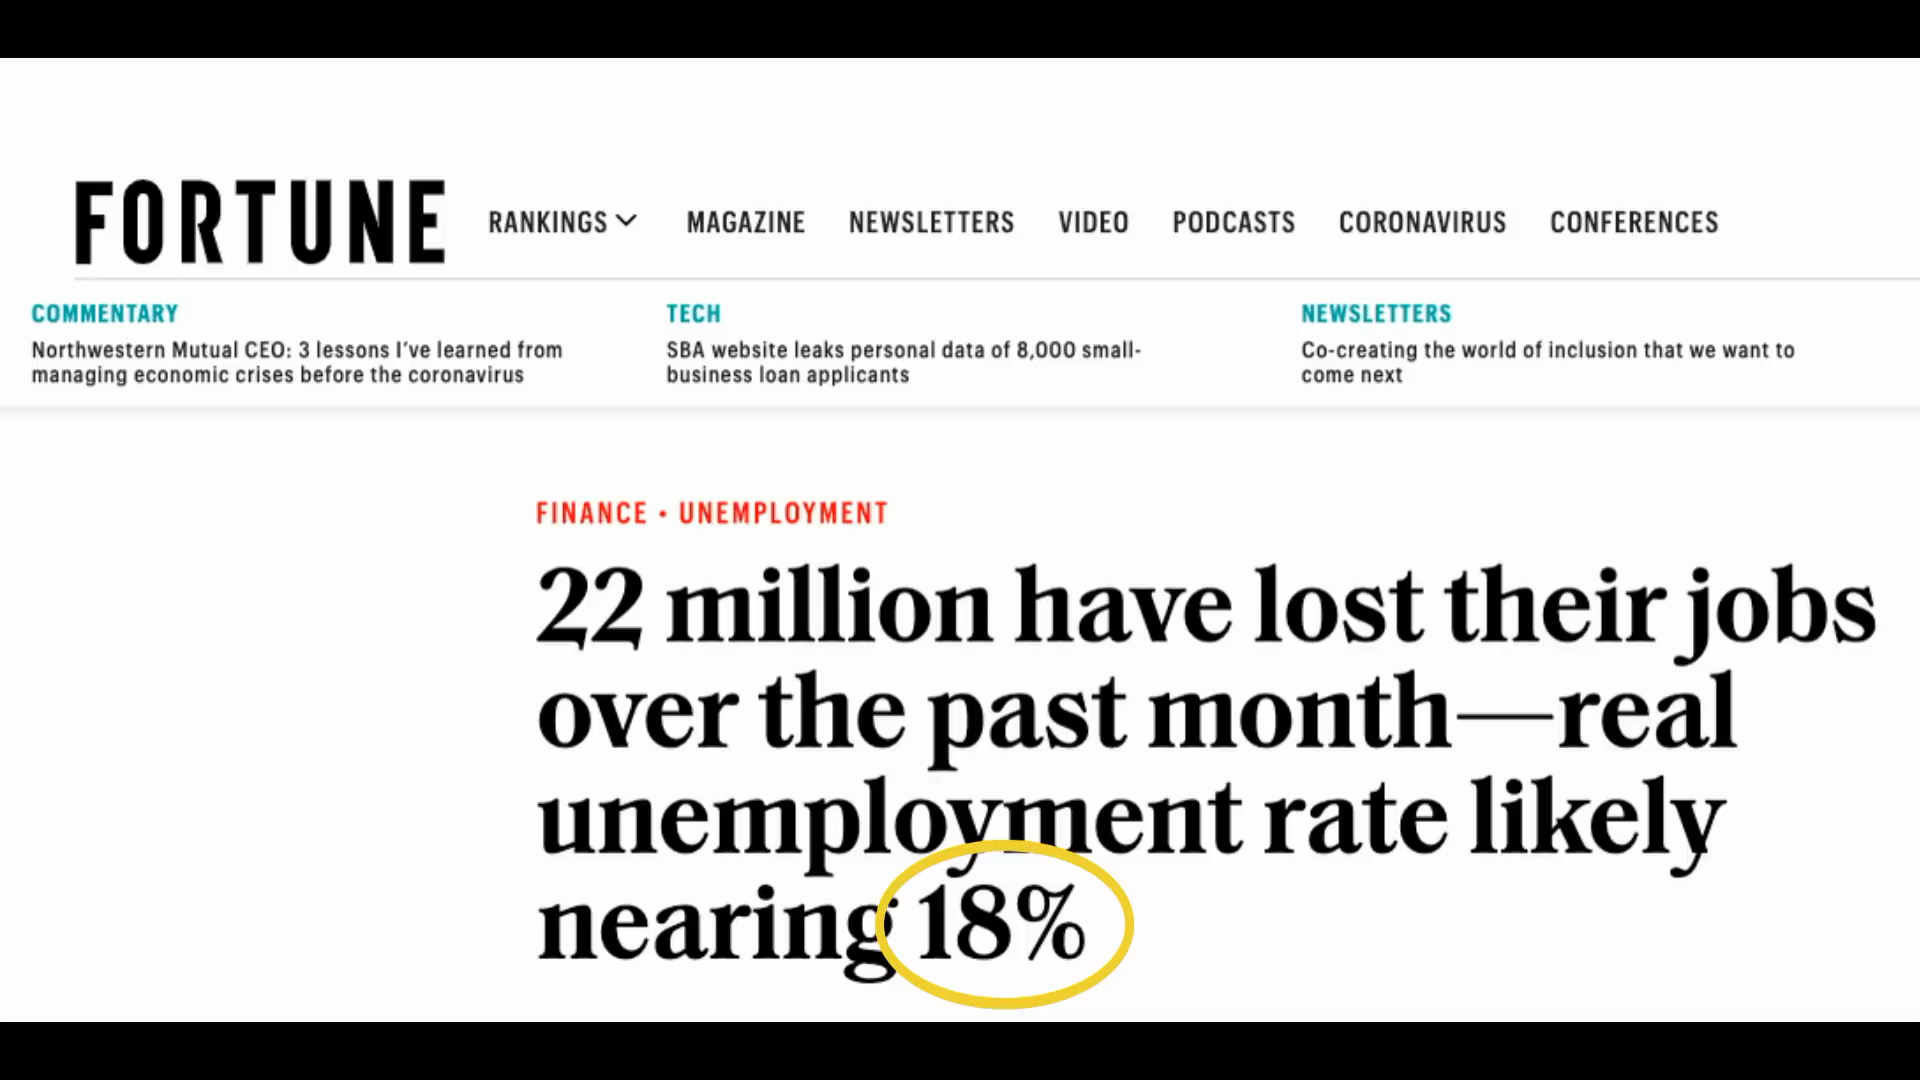 FORTUNE
RANKINGS MAGAZINE NEWSLETTERS VIDEO PODCASTS CORONAVIRUS CONFERENCES
COMMENTARY
Northwestern Mutual CEO: 3 lessons I've learned from
managing economic crises before the coronavirus
TECH
SBA website leaks personal data of 8,000 small-
business loan applicants
NEWSLETTERS
Co-creating the world of inclusion that we want to
come next
FINANCE • UNEMPLOYMENT
22 million have lost their jobs
over the past month—real
unemployment rate likely
nearing 18%